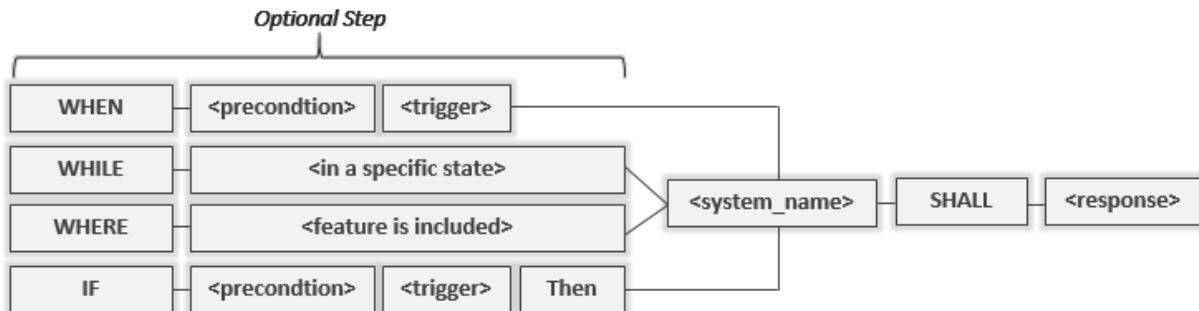 Optional Step
WHEN <precondtion> <trigger>
WHILE <in a specific state>
<system_name> SHALL <response>
WHERE <feature is included>
IF <precondtion> <trigger> Then